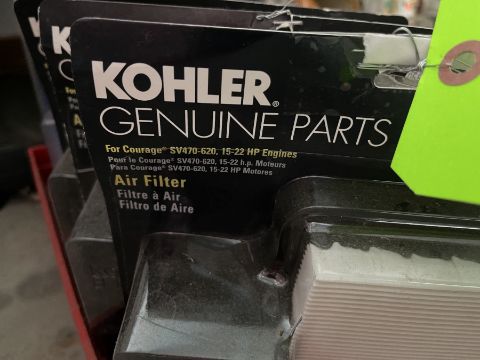 KOHLER®
GENUINE PARTS
For Courage® SV470-620, 15-22 HP Engines
Pour le Courage® SV470-620, 15-22 h.p. Moteurs
Para Courage® SV470-620, 15-22 HP Motores
Air Filter
Filtre à Air
Filtro de Aire